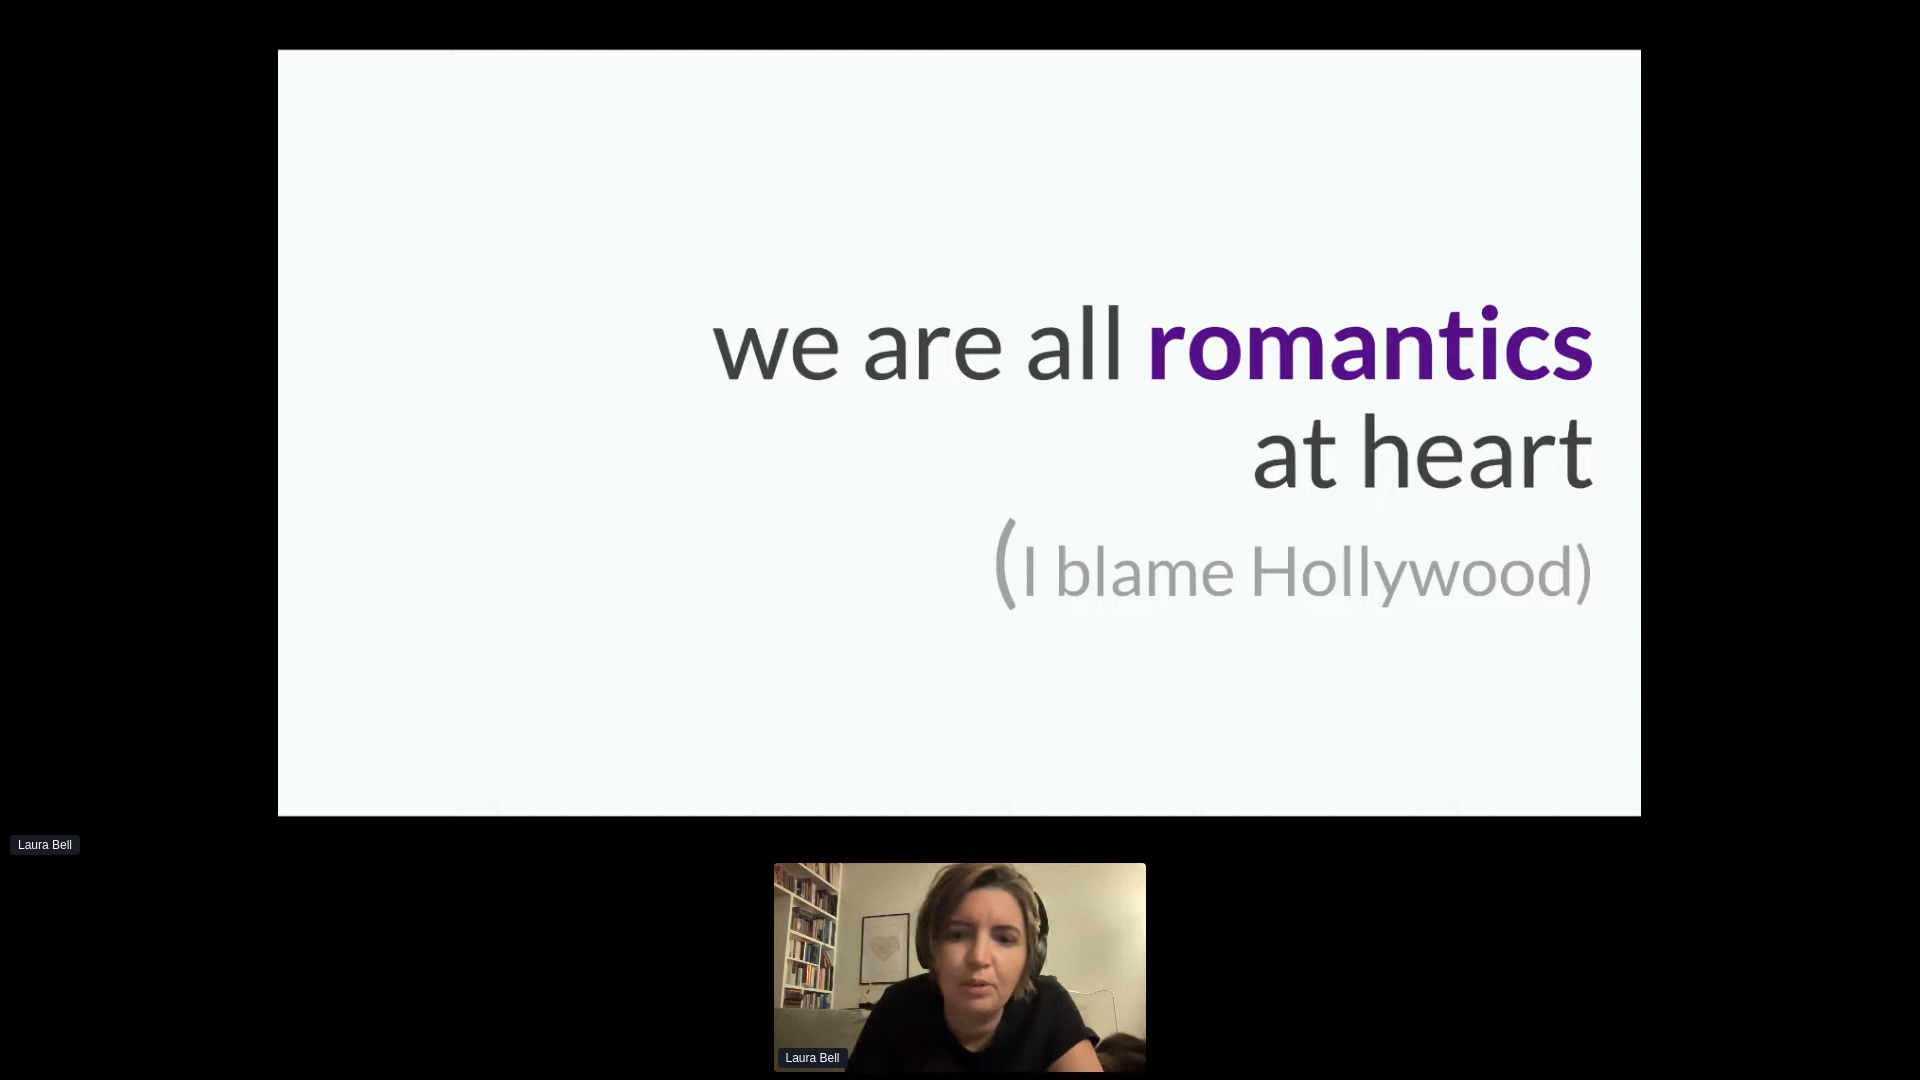 we are all romantics
at heart
(I blame Hollywood)
Laura Bell
Laura Bell